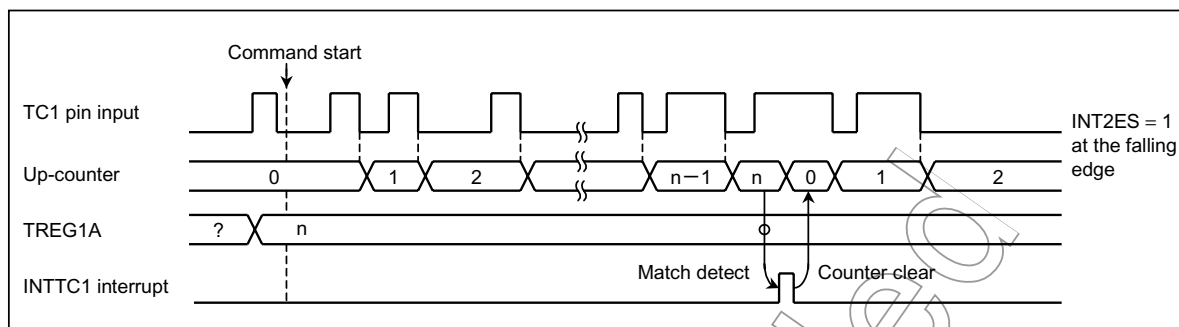 Command start
TC1 pin input
INT2ES = 1
at the falling
edge
Up-counter
0 1 2 n－1 n 0 1 2
TREG1A
? n
Match detect Counter clear
INTTC1 interrupt